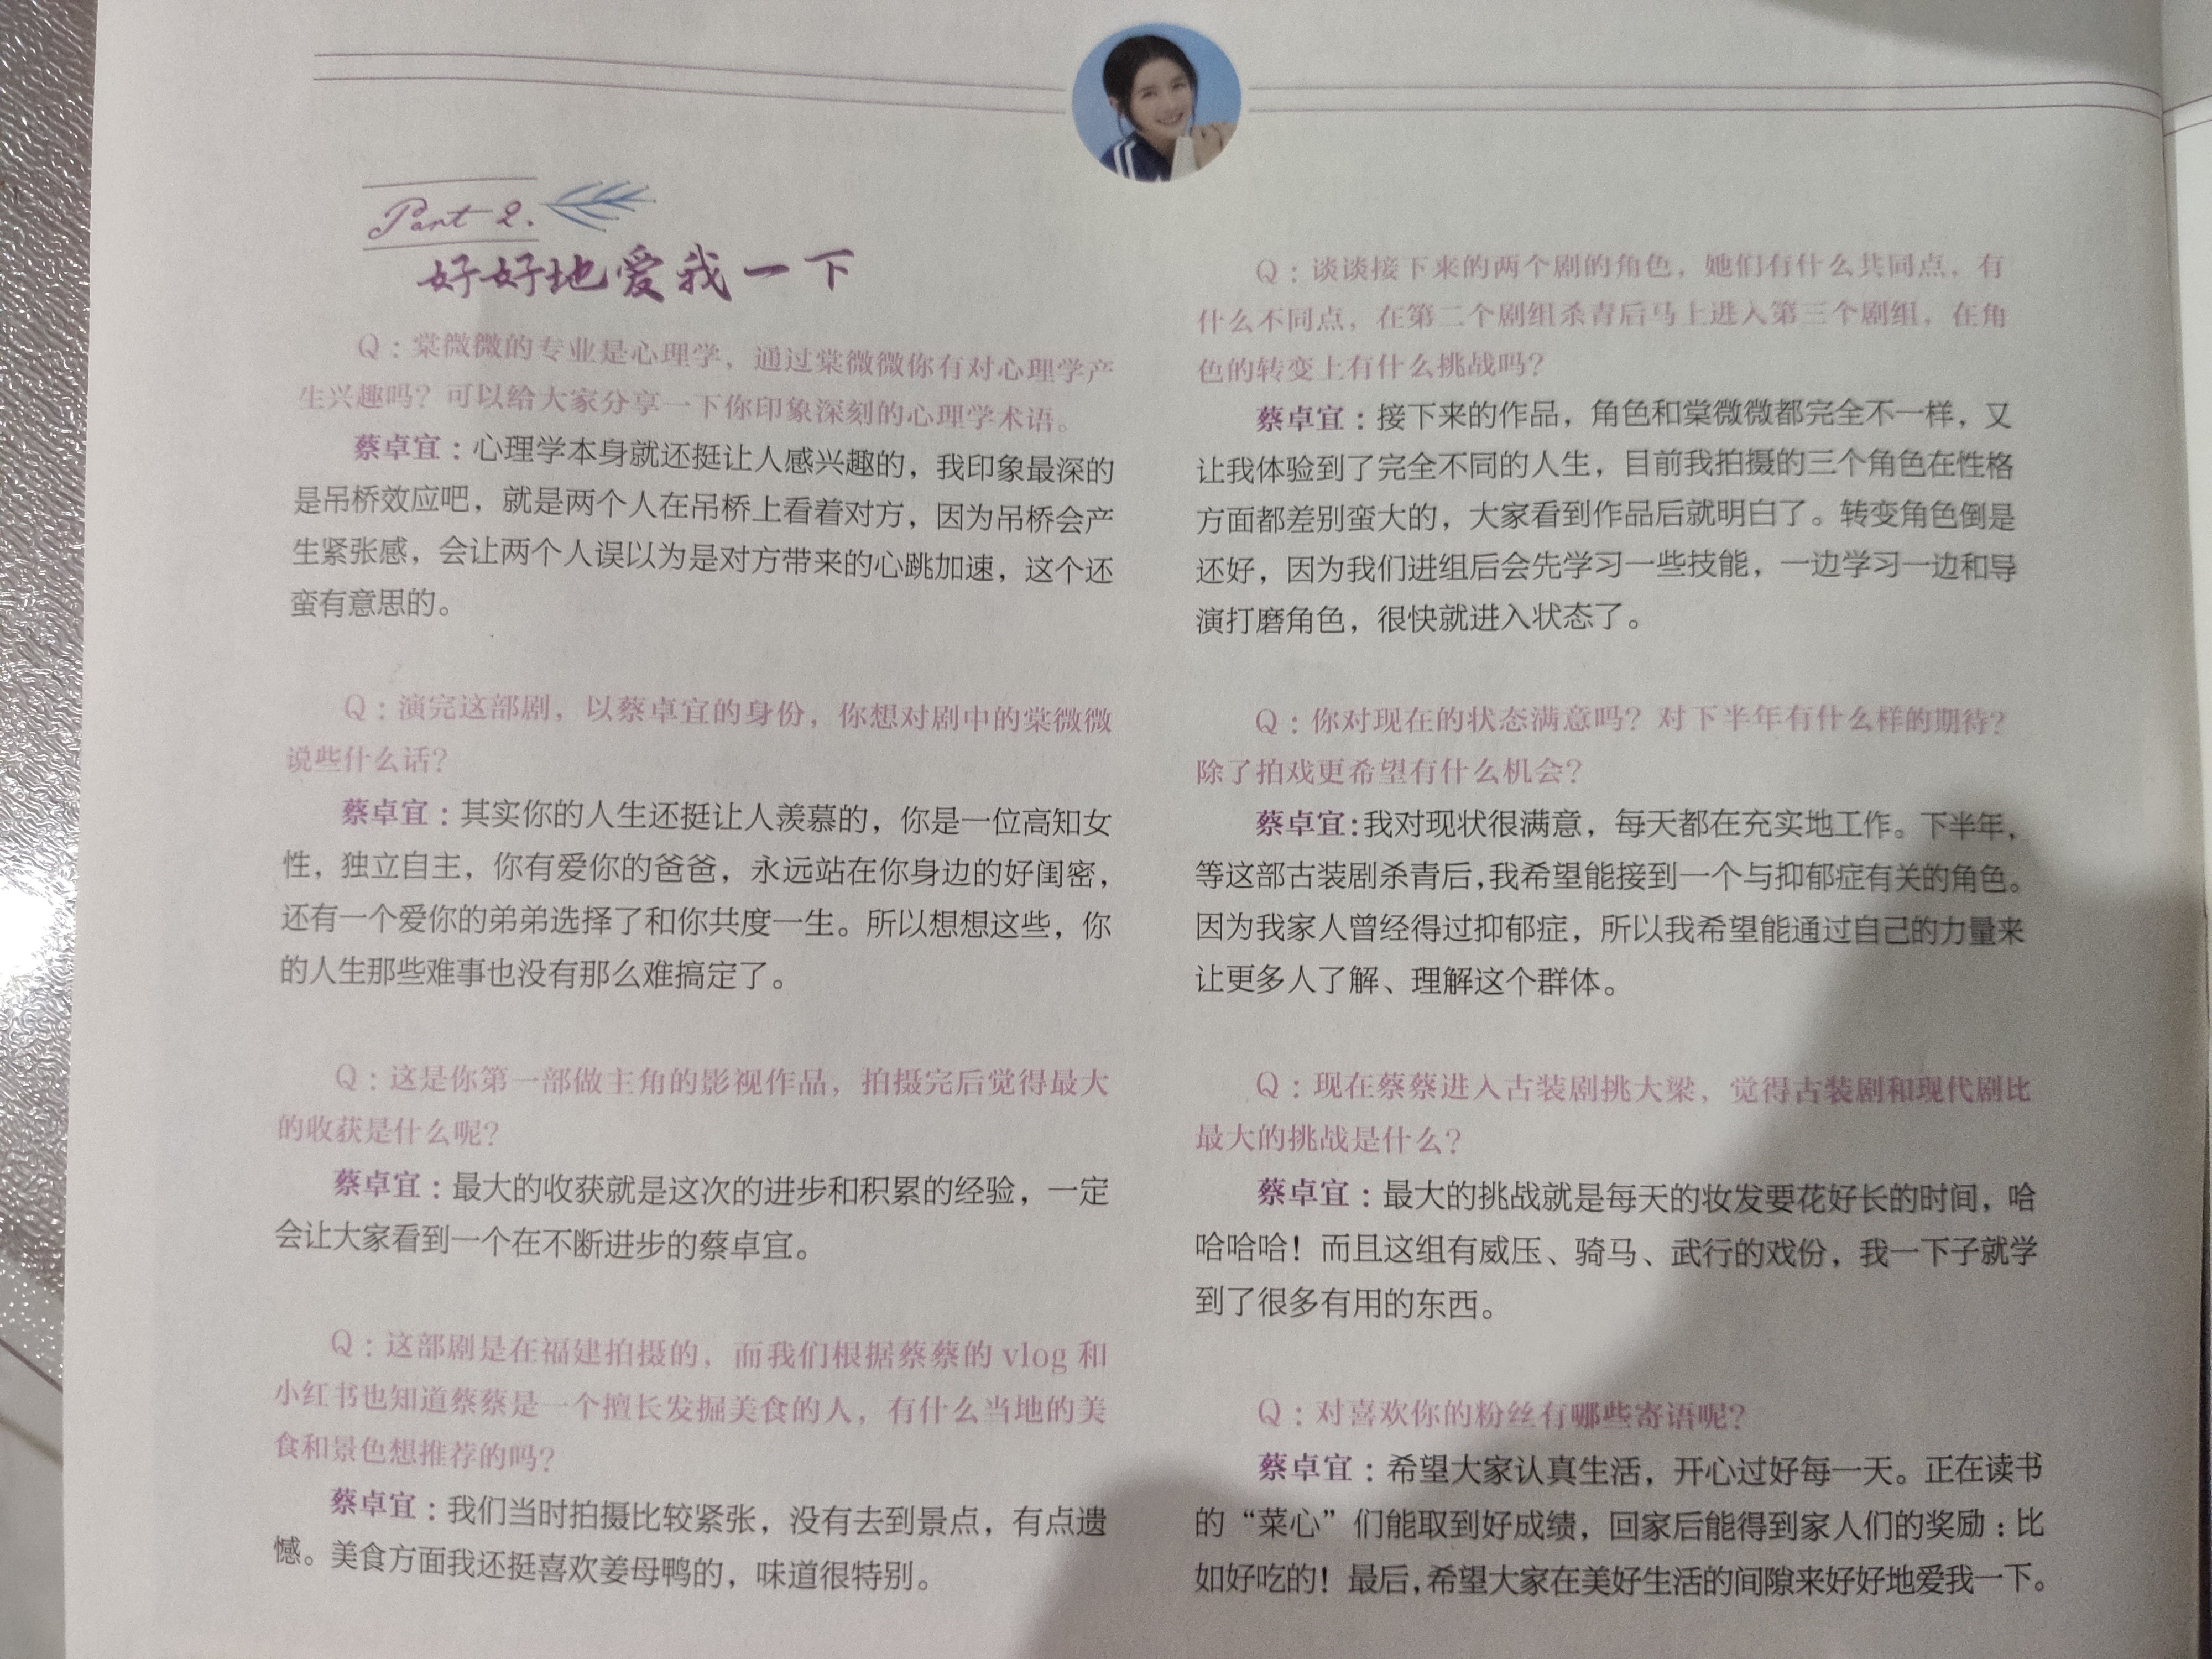 Part 2.
好好地爱我一下
Q：棠微微的专业是心理学，通过棠微微你有对心理学产
生兴趣吗？可以给大家分享一下你印象深刻的心理学术语。
蔡卓宜：心理学本身就还挺让人感兴趣的，我印象最深的
是吊桥效应吧，就是两个人在吊桥上看着对方，因为吊桥会产
生紧张感，会让两个人误以为是对方带来的心跳加速，这个还
蛮有意思的。
Q：演完这部剧，以蔡卓宜的身份，你想对剧中的棠微微
说些什么话？
蔡卓宜：其实你的人生还挺让人羡慕的，你是一位高知女
性，独立自主，你有爱你的爸爸，永远站在你身边的好闺密，
还有一个爱你的弟弟选择了和你共度一生。所以想想这些，你
的人生那些难事也没有那么难搞定了。
Q：这是你第一部做主角的影视作品，拍摄完后觉得最大
的收获是什么呢？
蔡卓宜：最大的收获就是这次的进步和积累的经验，一定
会让大家看到一个在不断进步的蔡卓宜。
Q：这部剧是在福建拍摄的，而我们根据蔡蔡的 vlog 和
小红书也知道蔡蔡是一个擅长发掘美食的人，有什么当地的美
食和景色想推荐的吗？
蔡卓宜：我们当时拍摄比较紧张，没有去到景点，有点遗
憾。美食方面我还挺喜欢姜母鸭的，味道很特别。
Q：谈谈接下来的两个剧的角色，她们有什么共同点，有
什么不同点，在第二个剧组杀青后马上进入第三个剧组，在角
色的转变上有什么挑战吗？
蔡卓宜：接下来的作品，角色和棠微微都完全不一样，又
让我体验到了完全不同的人生，目前我拍摄的三个角色在性格
方面都差别蛮大的，大家看到作品后就明白了。转变角色倒是
还好，因为我们进组后会先学习一些技能，一边学习一边和导
演打磨角色，很快就进入状态了。
Q：你对现在的状态满意吗？对下半年有什么样的期待？
除了拍戏更希望有什么机会？
蔡卓宜：我对现状很满意，每天都在充实地工作。下半年，
等这部古装剧杀青后，我希望能接到一个与抑郁症有关的角色。
因为我家人曾经得过抑郁症，所以我希望能通过自己的力量来
让更多人了解、理解这个群体。
Q：现在蔡蔡进入古装剧挑大梁，觉得古装剧和现代剧比
最大的挑战是什么？
蔡卓宜：最大的挑战就是每天的妆发要花好长的时间，哈
哈哈哈！而且这组有威压、骑马、武行的戏份，我一下子就学
到了很多有用的东西。
Q：对喜欢你的粉丝有哪些寄语呢？
蔡卓宜：希望大家认真生活，开心过好每一天。正在读书
的“菜心”们能取到好成绩，回家后能得到家人们的奖励：比
如好吃的！最后，希望大家在美好生活的间隙来好好地爱我一下。